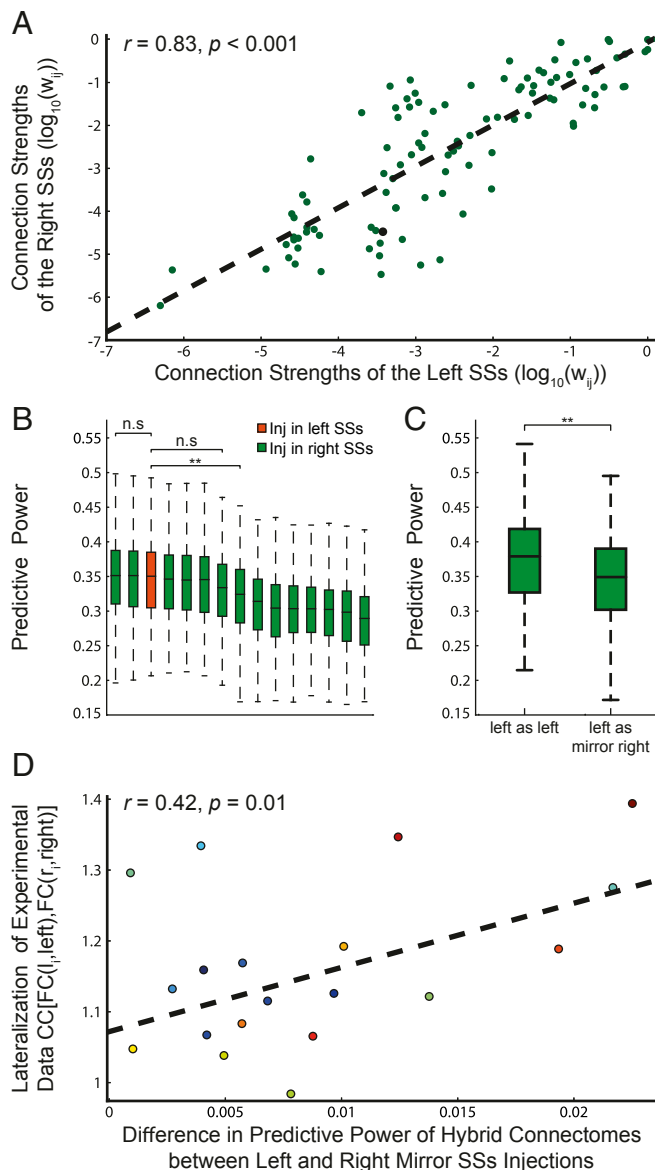 A
r = 0.83, p < 0.001
Connection Strengths
of the Right SSs (log10(wij))
0
-1
-2
-3
-4
-5
-6
-7
-7
-6
-5
-4
-3
-2
-1
0
Connection Strengths of the Left SSs (log10(wij))
B
n.s
n.s
**
Inj in left SSs
Inj in right SSs
Predictive Power
0.55
0.5
0.45
0.4
0.35
0.3
0.25
0.2
0.15
C
**
Predictive Power
0.55
0.5
0.45
0.4
0.35
0.3
0.25
0.2
0.15
left as left
left as
mirror right
D
r = 0.42, p = 0.01
Lateralization of Experimental
Data CC[FC(li,left),FC(ri,right)]
1.4
1.3
1.2
1.1
1
0
0.005
0.01
0.015
0.02
Difference in Predictive Power of Hybrid Connectomes
between Left and Right Mirror SSs Injections